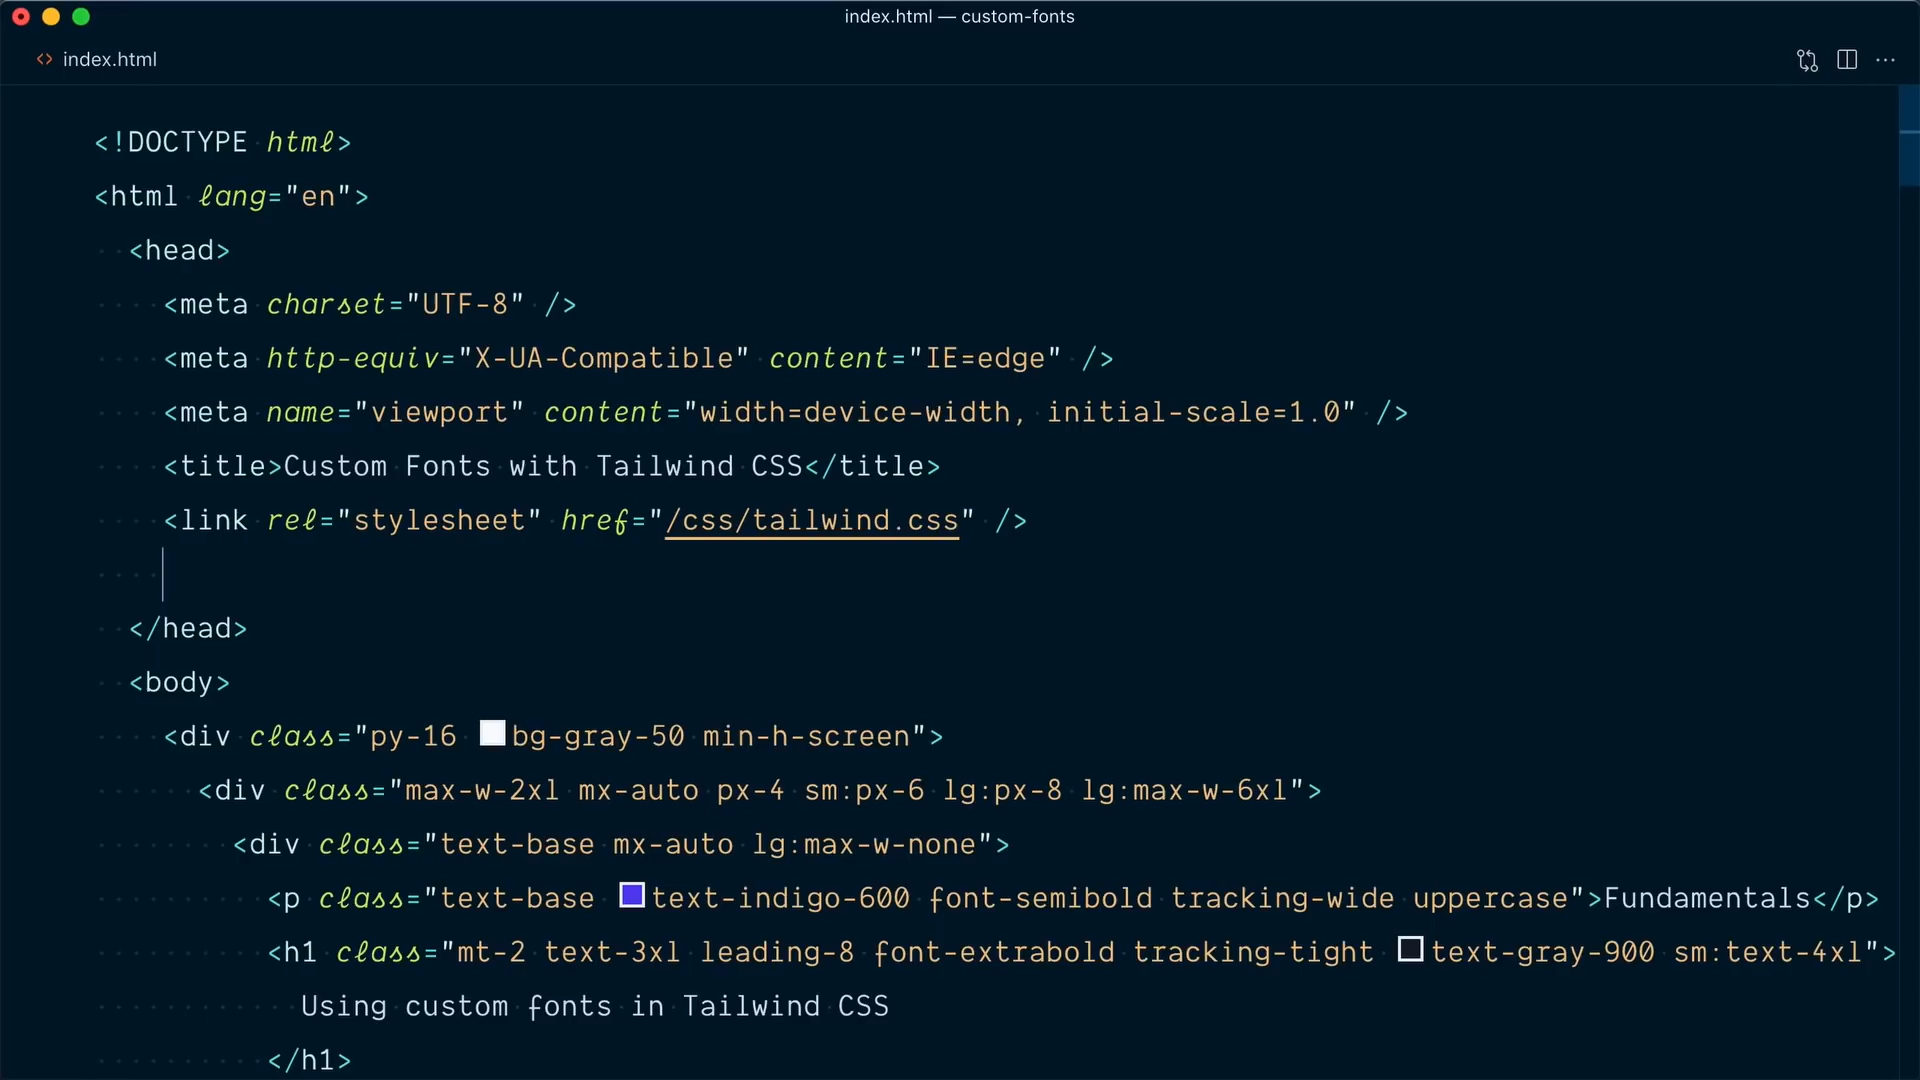 index.html — custom-fonts
index.html
<!DOCTYPE html>
<html lang="en">
<head>
<meta charset="UTF-8" />
<meta http-equiv="X-UA-Compatible" content="IE=edge" />
<meta name="viewport" content="width=device-width, initial-scale=1.0" />
<title>Custom Fonts with Tailwind CSS</title>
<link rel="stylesheet" href="/css/tailwind.css" />
</head>
<body>
<div class="py-16 bg-gray-50 min-h-screen">
<div class="max-w-2xl mx-auto px-4 sm:px-6 lg:px-8 lg:max-w-6xl">
<div class="text-base mx-auto lg:max-w-none">
<p class="text-base text-indigo-600 font-semibold tracking-wide uppercase">Fundamentals</p>
<h1 class="mt-2 text-3xl leading-8 font-extrabold tracking-tight text-gray-900 sm:text-4xl">
Using custom fonts in Tailwind CSS
</h1>